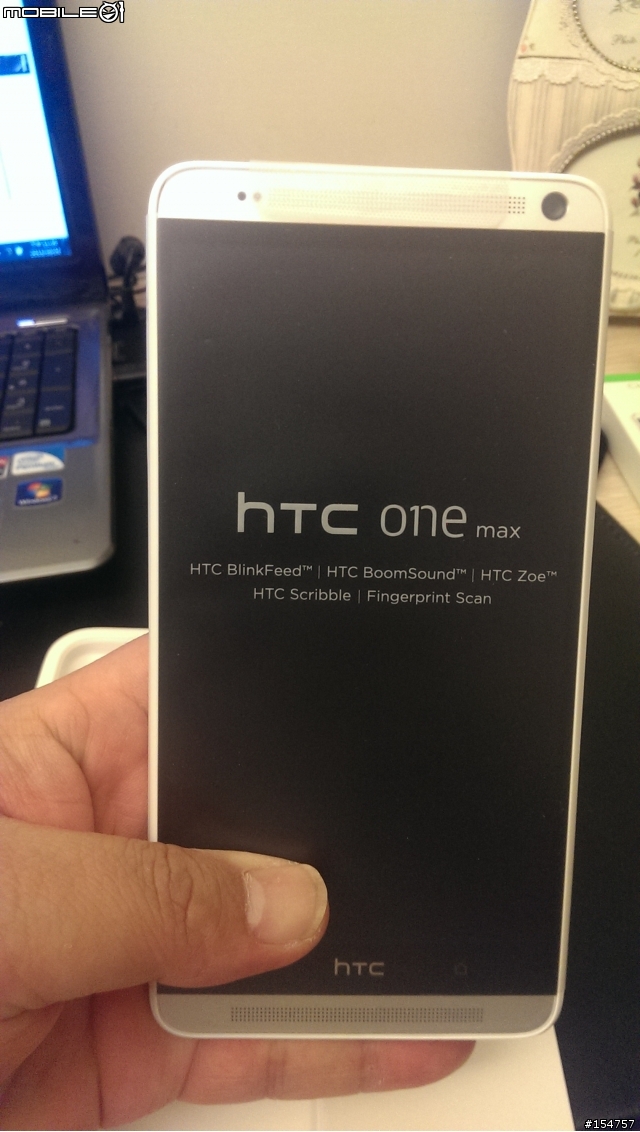 MOBILE01
hTC one max
HTC BlinkFeed™ | HTC BoomSound™ | HTC Zoe™
HTC Scribble | Fingerprint Scan
hTC
#154757